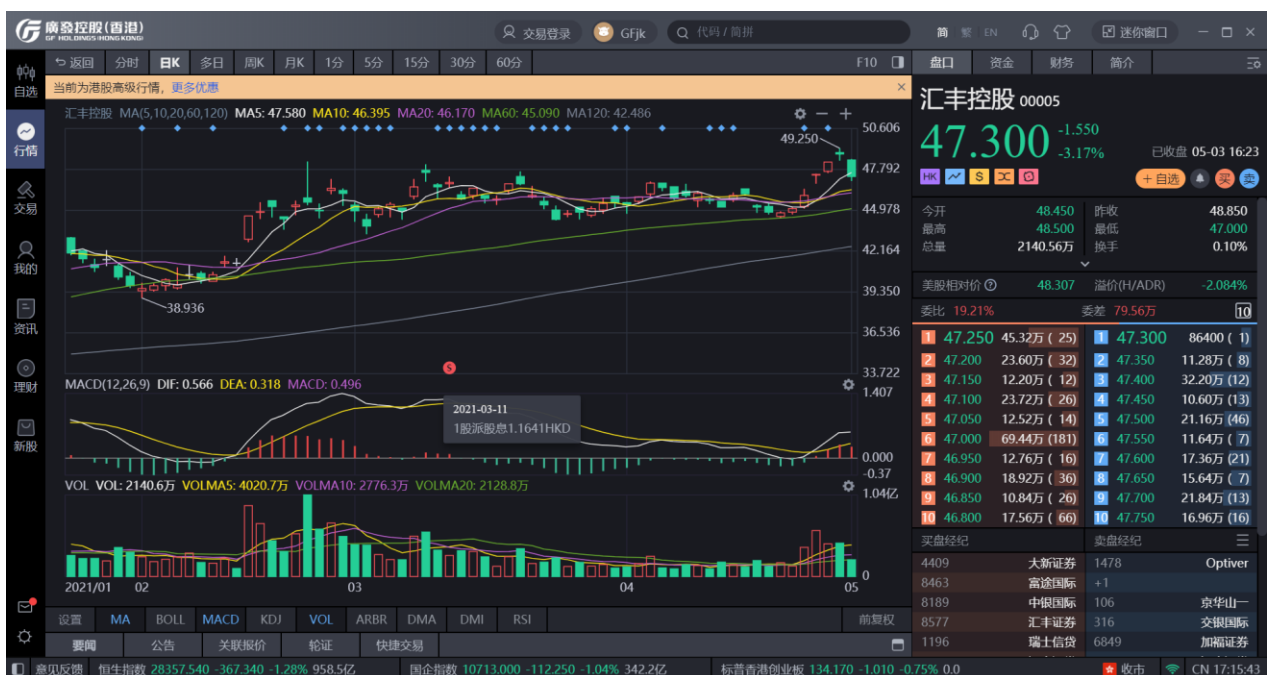 廣發控股(香港)
GF HOLDINGS (HONG KONG)
交易登录
GFjk
代码 / 简拼
简 繁 EN
迷你窗口
返回 分时 日K 多日 周K 月K 1分 5分 15分 30分 60分 F10
盘口 资金 财务 简介
自选
行情
交易
我的
资讯
理财
新股
当前为港股高级行情，更多优惠
汇丰控股 MA(5,10,20,60,120) MA5: 47.580 MA10: 46.395 MA20: 46.170 MA60: 45.090 MA120: 42.486
50.606
49.250
47.792
44.978
42.164
39.350
38.936
36.536
33.722
S
MACD(12,26,9) DIF: 0.566 DEA: 0.318 MACD: 0.496
1.407
2021-03-11
1股派股息1.1641HKD
0.000
-0.37
VOL VOL: 2140.6万 VOLMA5: 4020.7万 VOLMA10: 2776.3万 VOLMA20: 2128.8万
1.04亿
0
2021/01 02 03 04 05
设置 MA BOLL MACD KDJ VOL ARBR DMA DMI RSI 前复权
要闻 公告 关联报价 轮证 快捷交易
汇丰控股 00005
47.300 -1.550
-3.17%
已收盘 05-03 16:23
HK S
+ 自选 买 卖
今开 48.450 昨收 48.850
最高 48.500 最低 47.000
总量 2140.56万 换手 0.10%
美股相对价 ? 48.307 溢价(H/ADR) -2.084%
委比 19.21% 委差 79.56万 10
1 47.250 45.32万 ( 25) 1 47.300 86400 ( 1)
2 47.200 23.60万 ( 32) 2 47.350 11.28万 ( 8)
3 47.150 12.20万 ( 12) 3 47.400 32.20万 (12)
4 47.100 23.72万 ( 26) 4 47.450 10.60万 (13)
5 47.050 12.52万 ( 14) 5 47.500 21.16万 (46)
6 47.000 69.44万 (181) 6 47.550 11.64万 ( 7)
7 46.950 12.76万 ( 16) 7 47.600 17.36万 (21)
8 46.900 18.92万 ( 36) 8 47.650 15.64万 ( 7)
9 46.850 10.84万 ( 26) 9 47.700 21.84万 (13)
10 46.800 17.56万 ( 66) 10 47.750 16.96万 (16)
买盘经纪 卖盘经纪
4409 大新证券 1478 Optiver
8463 富途国际 +1
8189 中银国际 106 京华山一
8577 汇丰证券 316 交银国际
1196 瑞士信贷 6849 加福证券
意见反馈 恒生指数 28357.540 -367.340 -1.28% 958.5亿 国企指数 10713.000 -112.250 -1.04% 342.2亿 标普香港创业板 134.170 -1.010 -0.75% 0.0 收市 CN 17:15:43